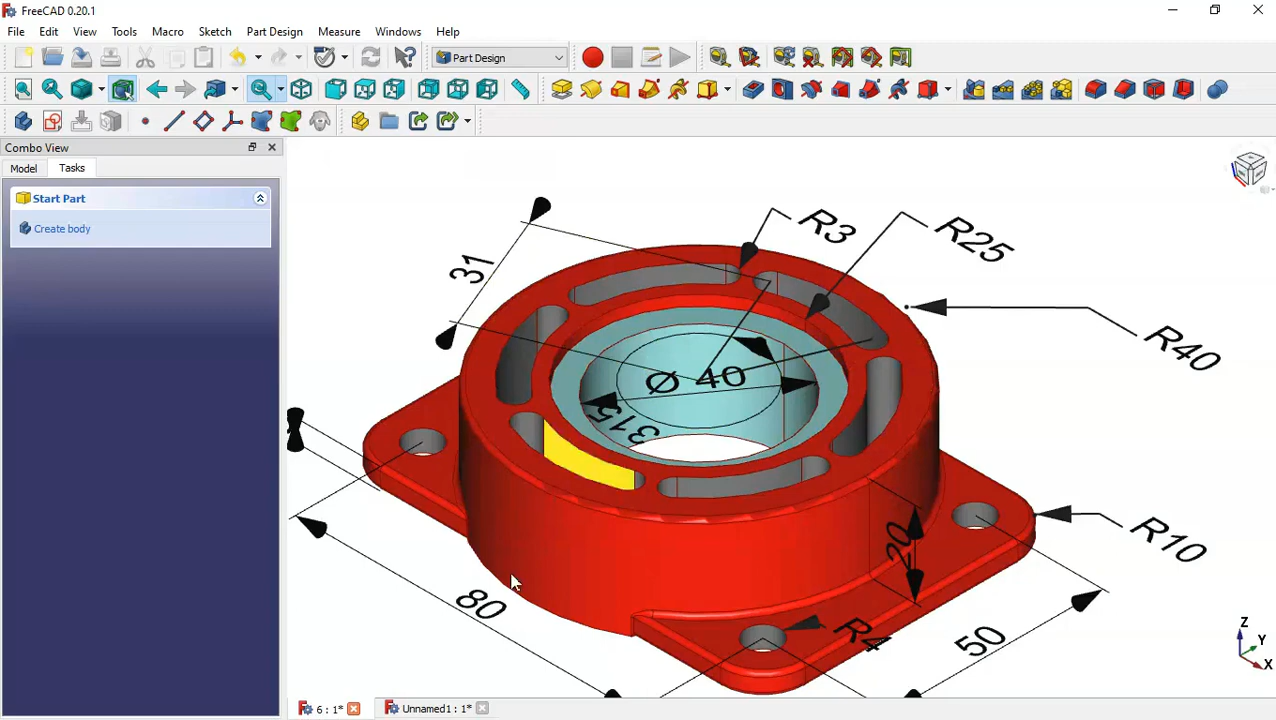 FreeCAD 0.20.1
File Edit View Tools Macro Sketch Part Design Measure Windows Help
Part Design
Combo View
Model Tasks
Start Part
Create body
R3
R25
31
R40
Ø 40
315
20
R10
80
R4
50
Z
Y
X
6 : 1*
Unnamed1 : 1*